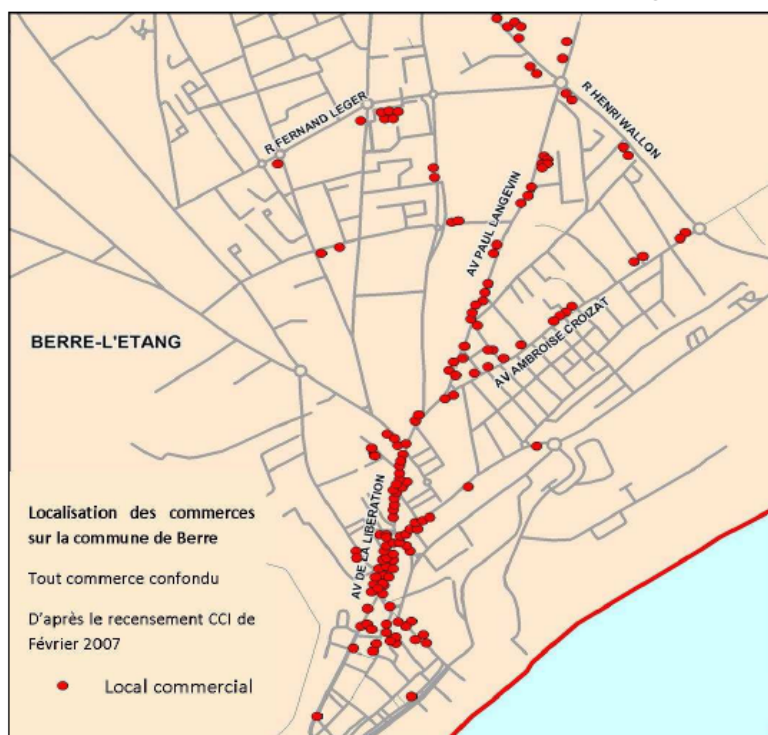 R FERNAND LEGER
R HENRI WALLON
AV PAUL LANGEVIN
BERRE-L'ETANG
AV AMBROISE CROIZAT
AV DE LA LIBERATION
Localisation des commerces
sur la commune de Berre
Tout commerce confondu
D'après le recensement CCI de
Février 2007
Local commercial